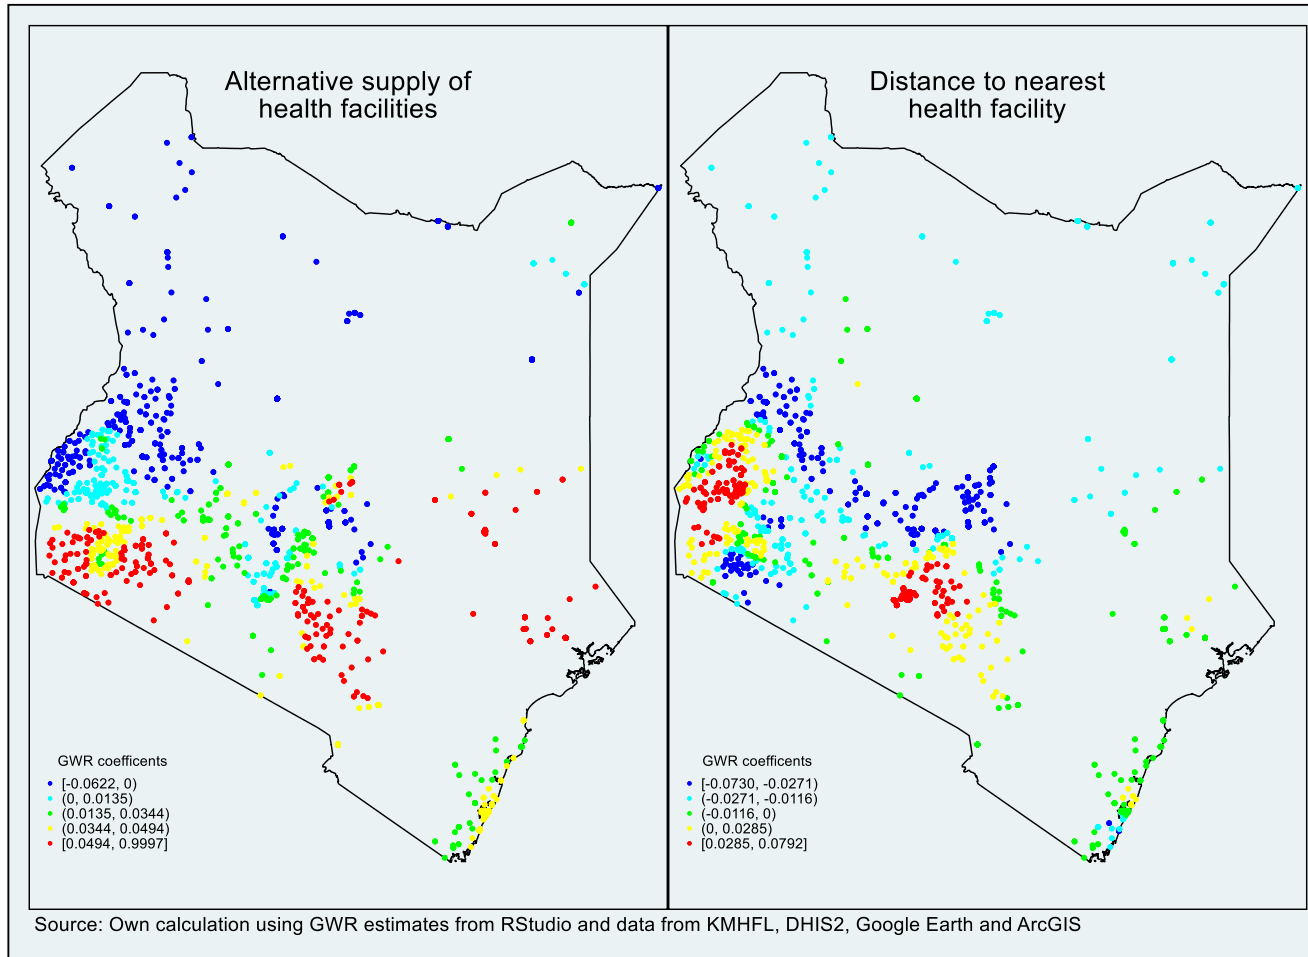 Alternative supply of
health facilities
Distance to nearest
health facility
GWR coefficents
[-0.0622, 0)
(0, 0.0135)
(0.0135, 0.0344)
(0.0344, 0.0494)
[0.0494, 0.9997]
GWR coefficents
[-0.0730, -0.0271)
(-0.0271, -0.0116)
(-0.0116, 0)
(0, 0.0285)
[0.0285, 0.0792]
Source: Own calculation using GWR estimates from RStudio and data from KMHFL, DHIS2, Google Earth and ArcGIS